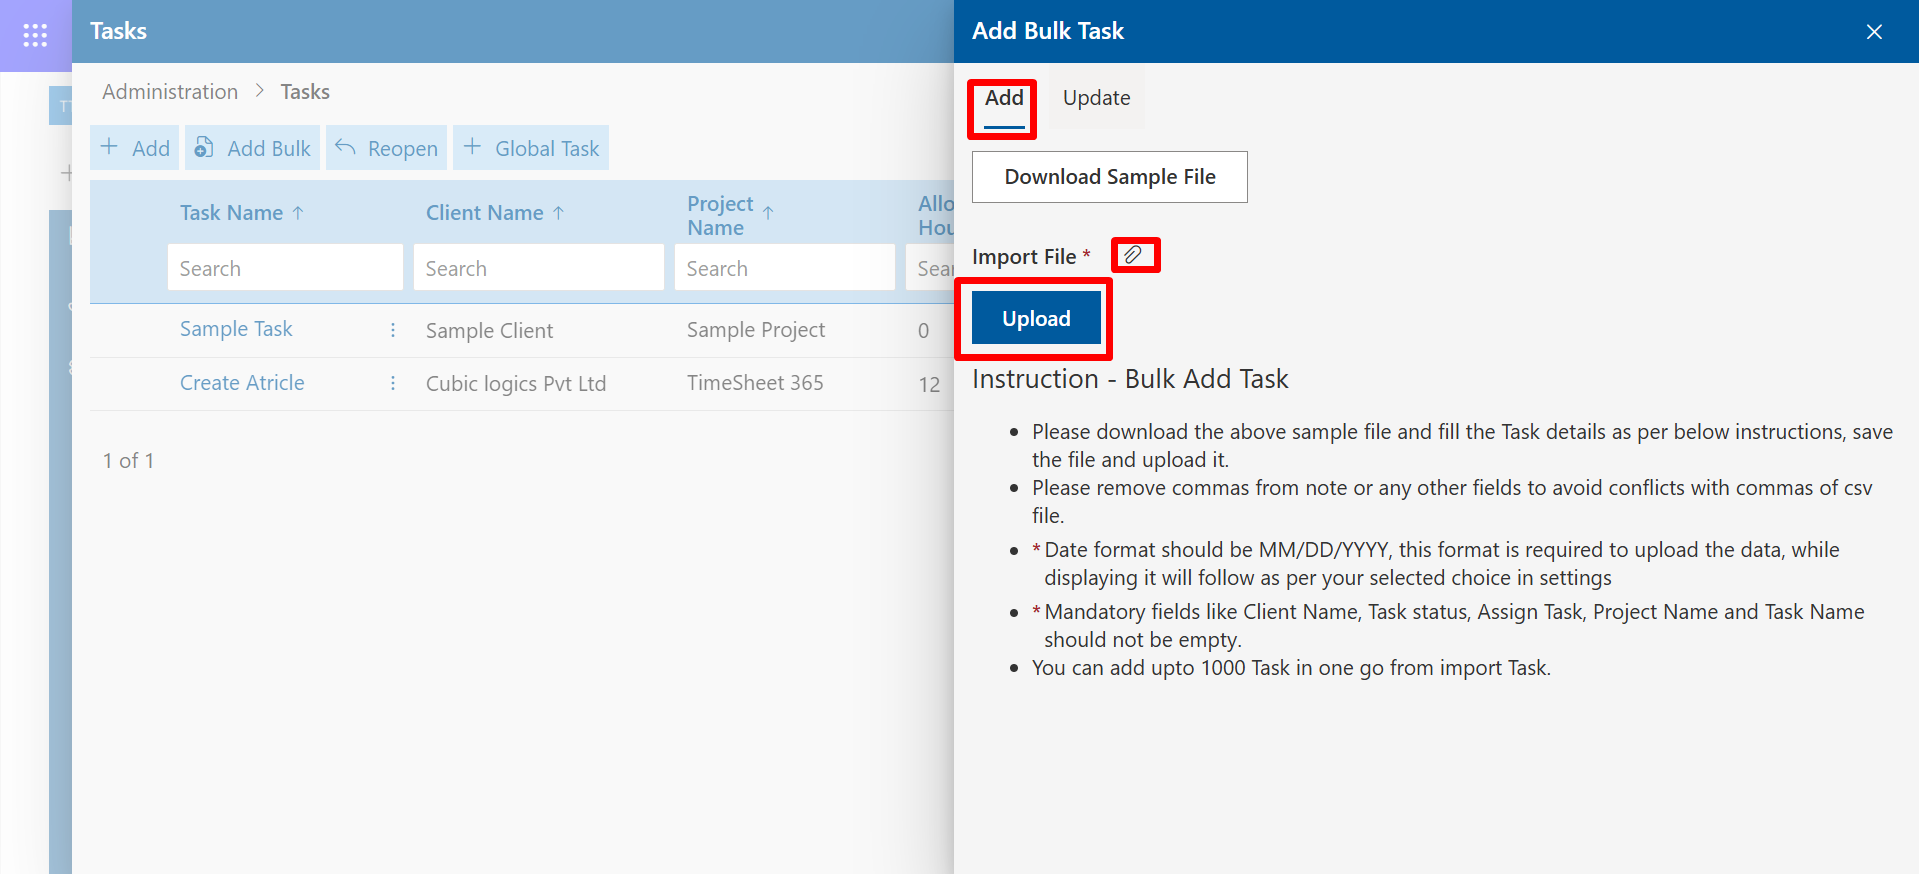 Tasks
Add Bulk Task
Administration > Tasks
Add
Add Bulk
Reopen
Global Task
Task Name ↑
Client Name ↑
Project
Name ↑
Search
Search
Search
Sample Task
Sample Client
Sample Project
0
Create Atricle
Cubic logics Pvt Ltd
TimeSheet 365
12
1 of 1
Add
Update
Download Sample File
Import File *
Upload
Instruction - Bulk Add Task
• Please download the above sample file and fill the Task details as per below instructions, save
the file and upload it.
• Please remove commas from note or any other fields to avoid conflicts with commas of csv
file.
• * Date format should be MM/DD/YYYY, this format is required to upload the data, while
displaying it will follow as per your selected choice in settings
• * Mandatory fields like Client Name, Task status, Assign Task, Project Name and Task Name
should not be empty.
• You can add upto 1000 Task in one go from import Task.